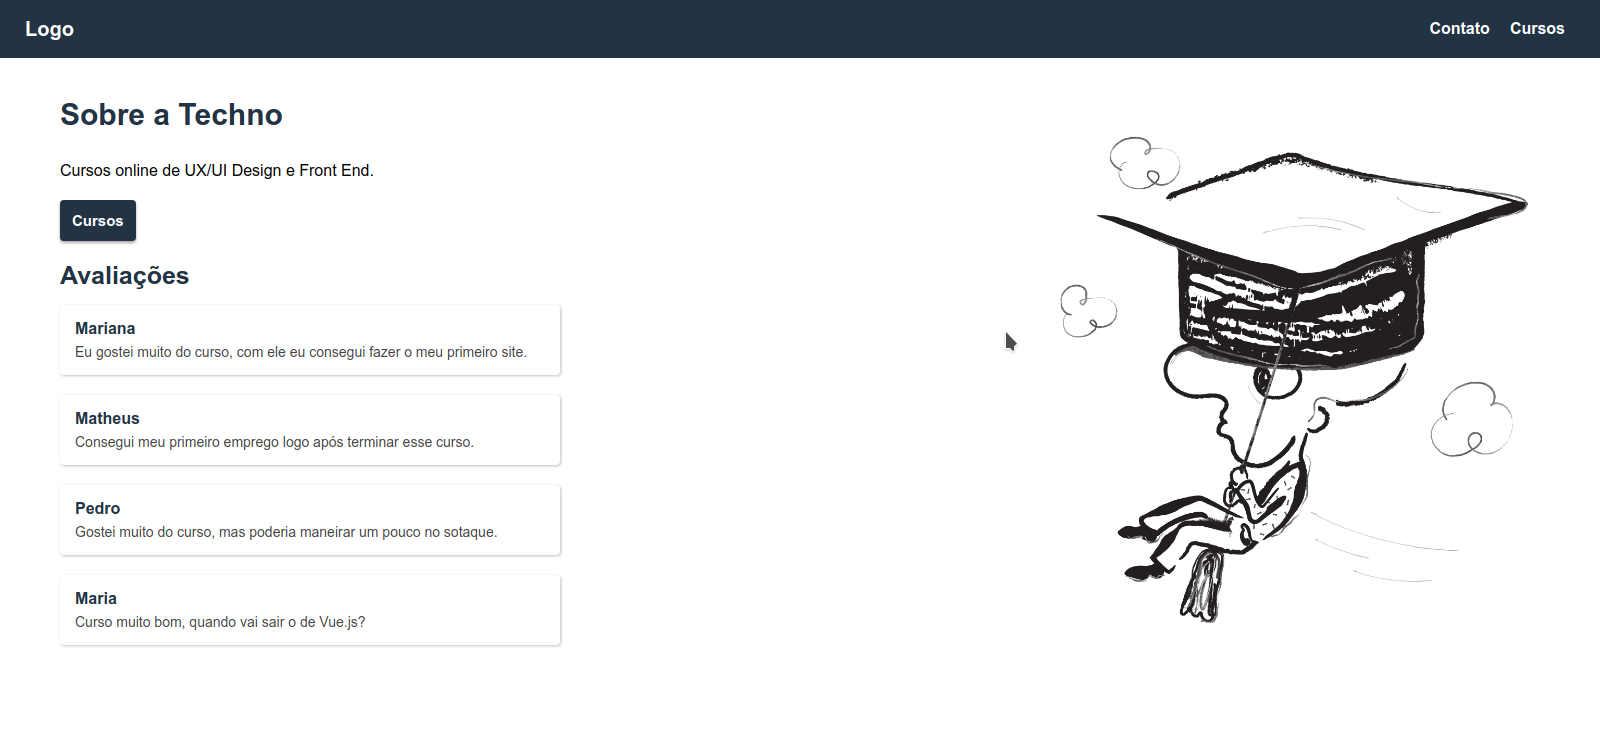 Logo
Contato Cursos
Sobre a Techno
Cursos online de UX/UI Design e Front End.
Cursos
Avaliações
Mariana
Eu gostei muito do curso, com ele eu consegui fazer o meu primeiro site.
Matheus
Consegui meu primeiro emprego logo após terminar esse curso.
Pedro
Gostei muito do curso, mas poderia maneirar um pouco no sotaque.
Maria
Curso muito bom, quando vai sair o de Vue.js?